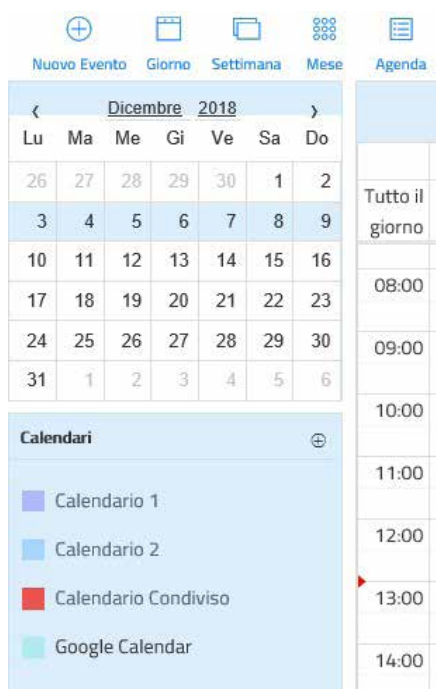 Nuovo Evento Giorno Settimana Mese Agenda
‹ Dicembre 2018 ›
Lu Ma Me Gi Ve Sa Do
26 27 28 29 30 1 2
3 4 5 6 7 8 9
10 11 12 13 14 15 16
17 18 19 20 21 22 23
24 25 26 27 28 29 30
31 1 2 3 4 5 6
Calendari
Calendario 1
Calendario 2
Calendario Condiviso
Google Calendar
Tutto il
giorno
08:00
09:00
10:00
11:00
12:00
13:00
14:00